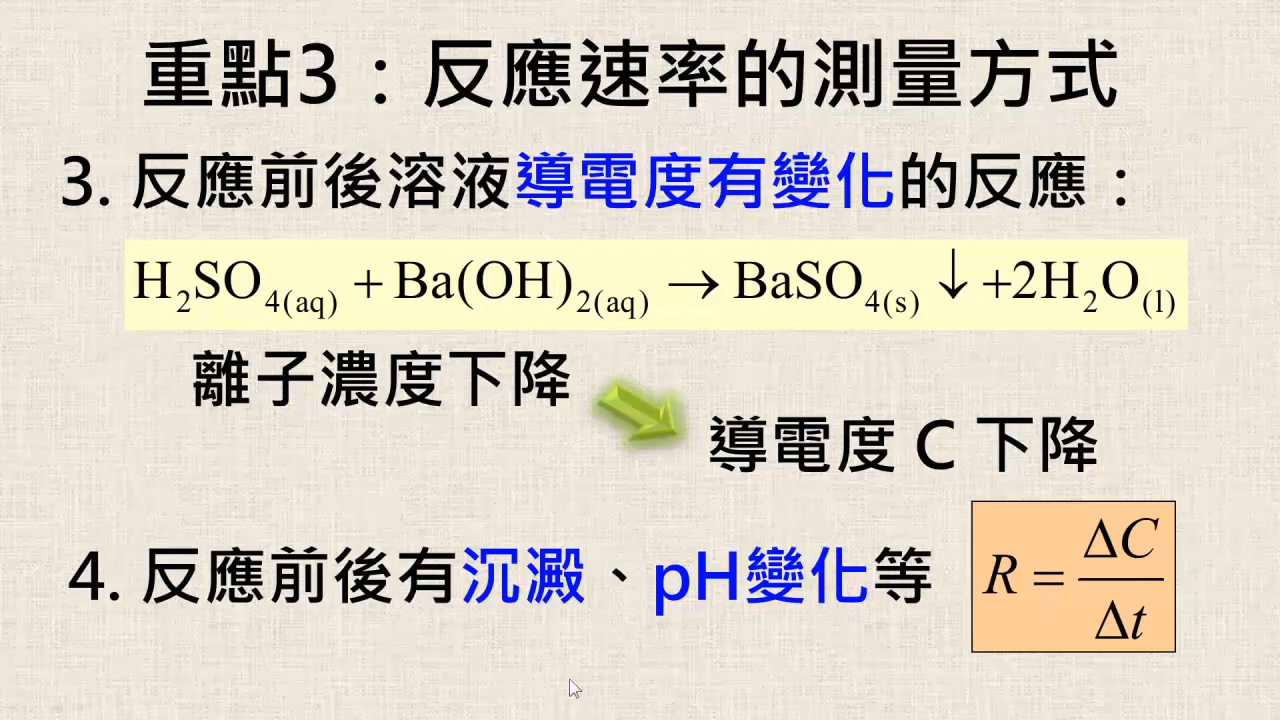 重點3：反應速率的測量方式
3. 反應前後溶液導電度有變化的反應：
H₂SO₄₍ₐq₎ + Ba(OH)₂₍ₐq₎ → BaSO₄₍ₛ₎ ↓ +2H₂O₍ₗ₎
離子濃度下降
導電度 C 下降
4. 反應前後有沉澱、pH變化等
R = ΔC/Δt